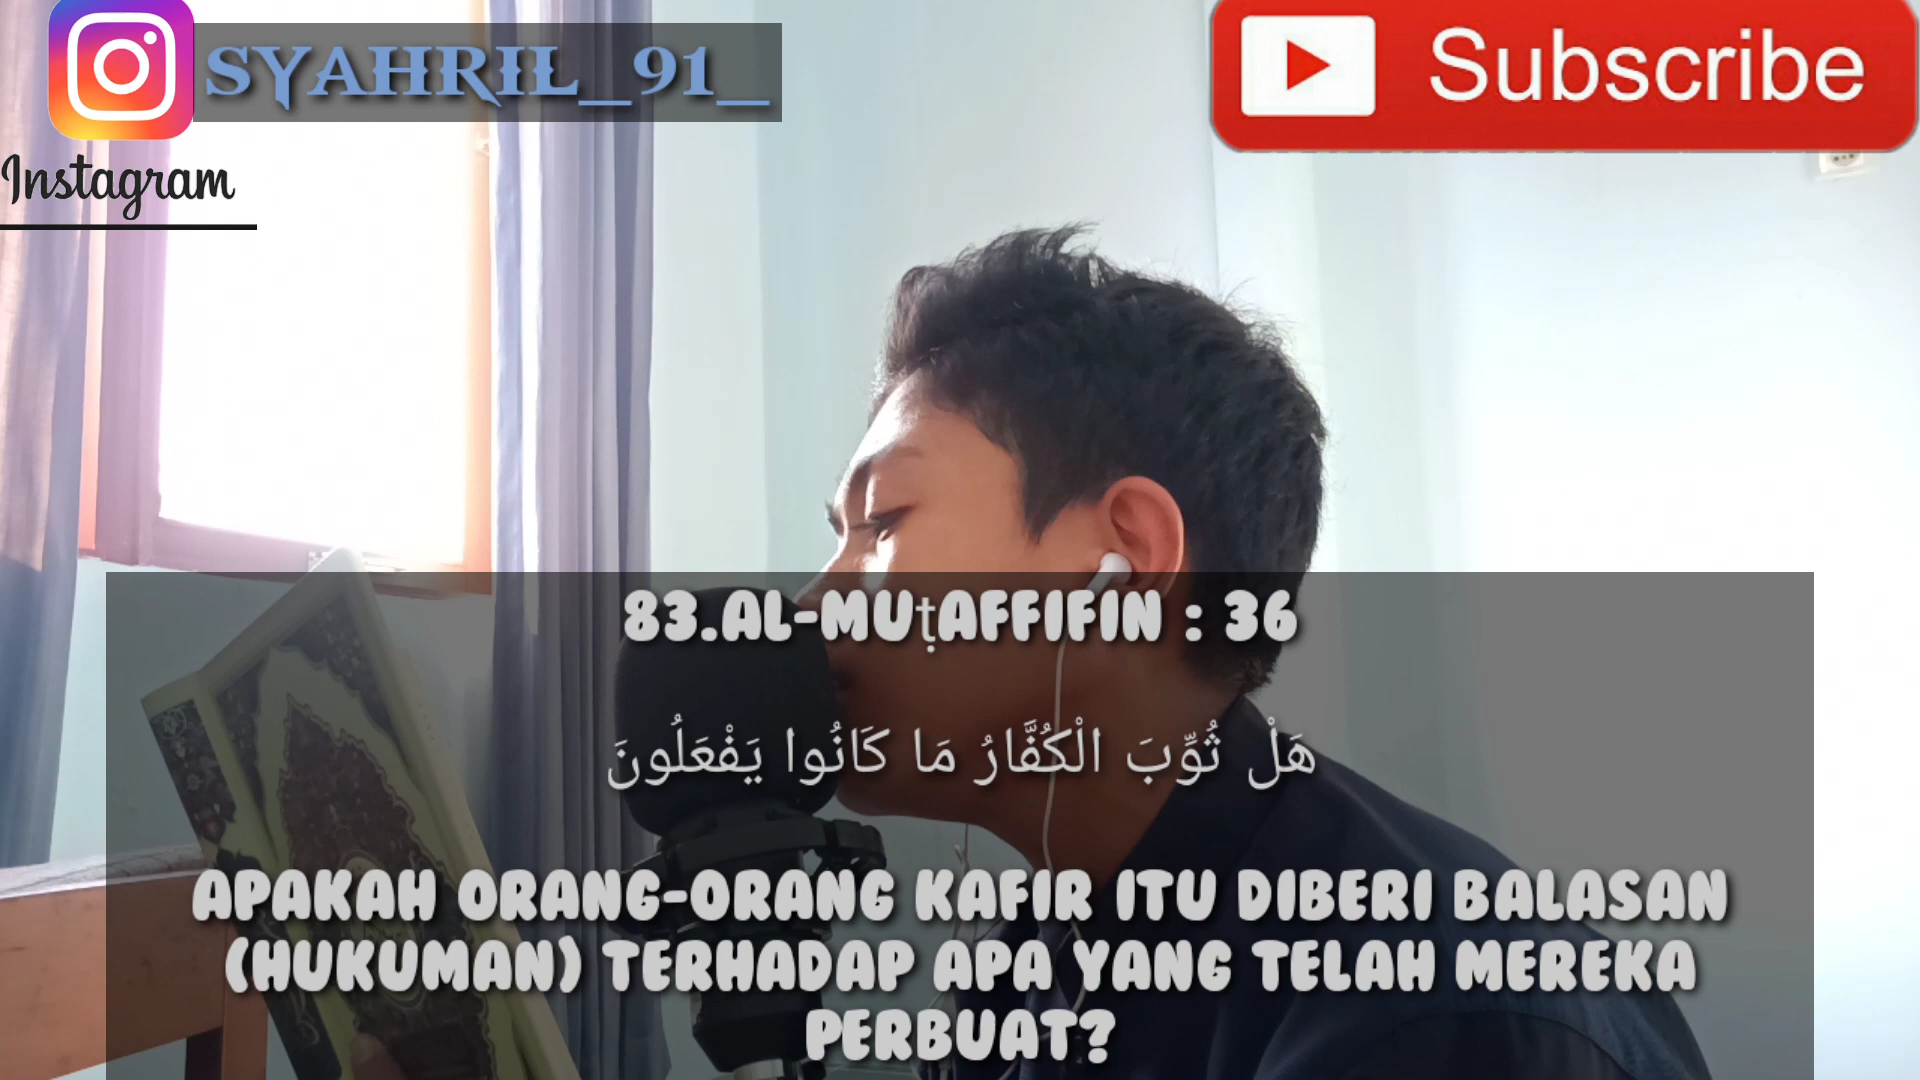 SYAHRIL_91_
Subscribe
Instagram
83.AL-MUṭAFFIFIN : 36
هَلْ ثُوِّبَ الْكُفَّارُ مَا كَانُوا يَفْعَلُونَ
APAKAH ORANG-ORANG KAFIR ITU DIBERI BALASAN
(HUKUMAN) TERHADAP APA YANG TELAH MEREKA
PERBUAT?